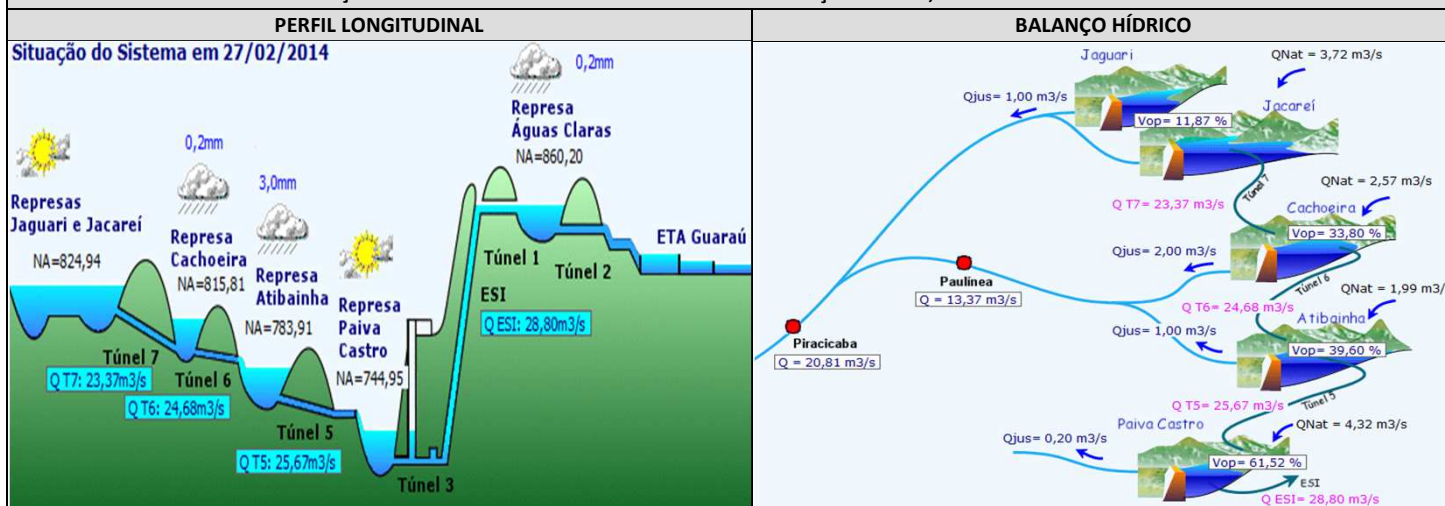 PERFIL LONGITUDINAL
Situação do Sistema em 27/02/2014
0,2mm
Represa
Águas Claras
NA=860,20
0,2mm
3,0mm
Represas
Jaguari e Jacareí
NA=824,94
Represa
Cachoeira
NA=815,81
Represa
Atibainha
NA=783,91
Represa
Paiva
Castro
NA=744,95
Túnel 1
Túnel 2
ETA Guaraú
ESI
Q ESI: 28,80m3/s
Túnel 7
Q T7: 23,37m3/s
Túnel 6
Q T6: 24,68m3/s
Túnel 5
Q T5: 25,67m3/s
Túnel 3
BALANÇO HÍDRICO
Jaguari
QNat = 3,72 m3/s
Qjus= 1,00 m3/s
Jacareí
Vop= 11,87 %
Túnel 7
Q T7= 23,37 m3/s
QNat = 2,57 m3/s
Cachoeira
Vop= 33,80 %
Qjus= 2,00 m3/s
Túnel 6
Paulínea
Q = 13,37 m3/s
Q T6= 24,68 m3/s
QNat = 1,99 m3/
Atibainha
Qjus= 1,00 m3/s
Vop= 39,60 %
Piracicaba
Q = 20,81 m3/s
Q T5= 25,67 m3/s
Túnel 5
Paiva Castro
QNat = 4,32 m3/s
Qjus= 0,20 m3/s
Vop= 61,52 %
ESI
Q ESI= 28,80 m3/s